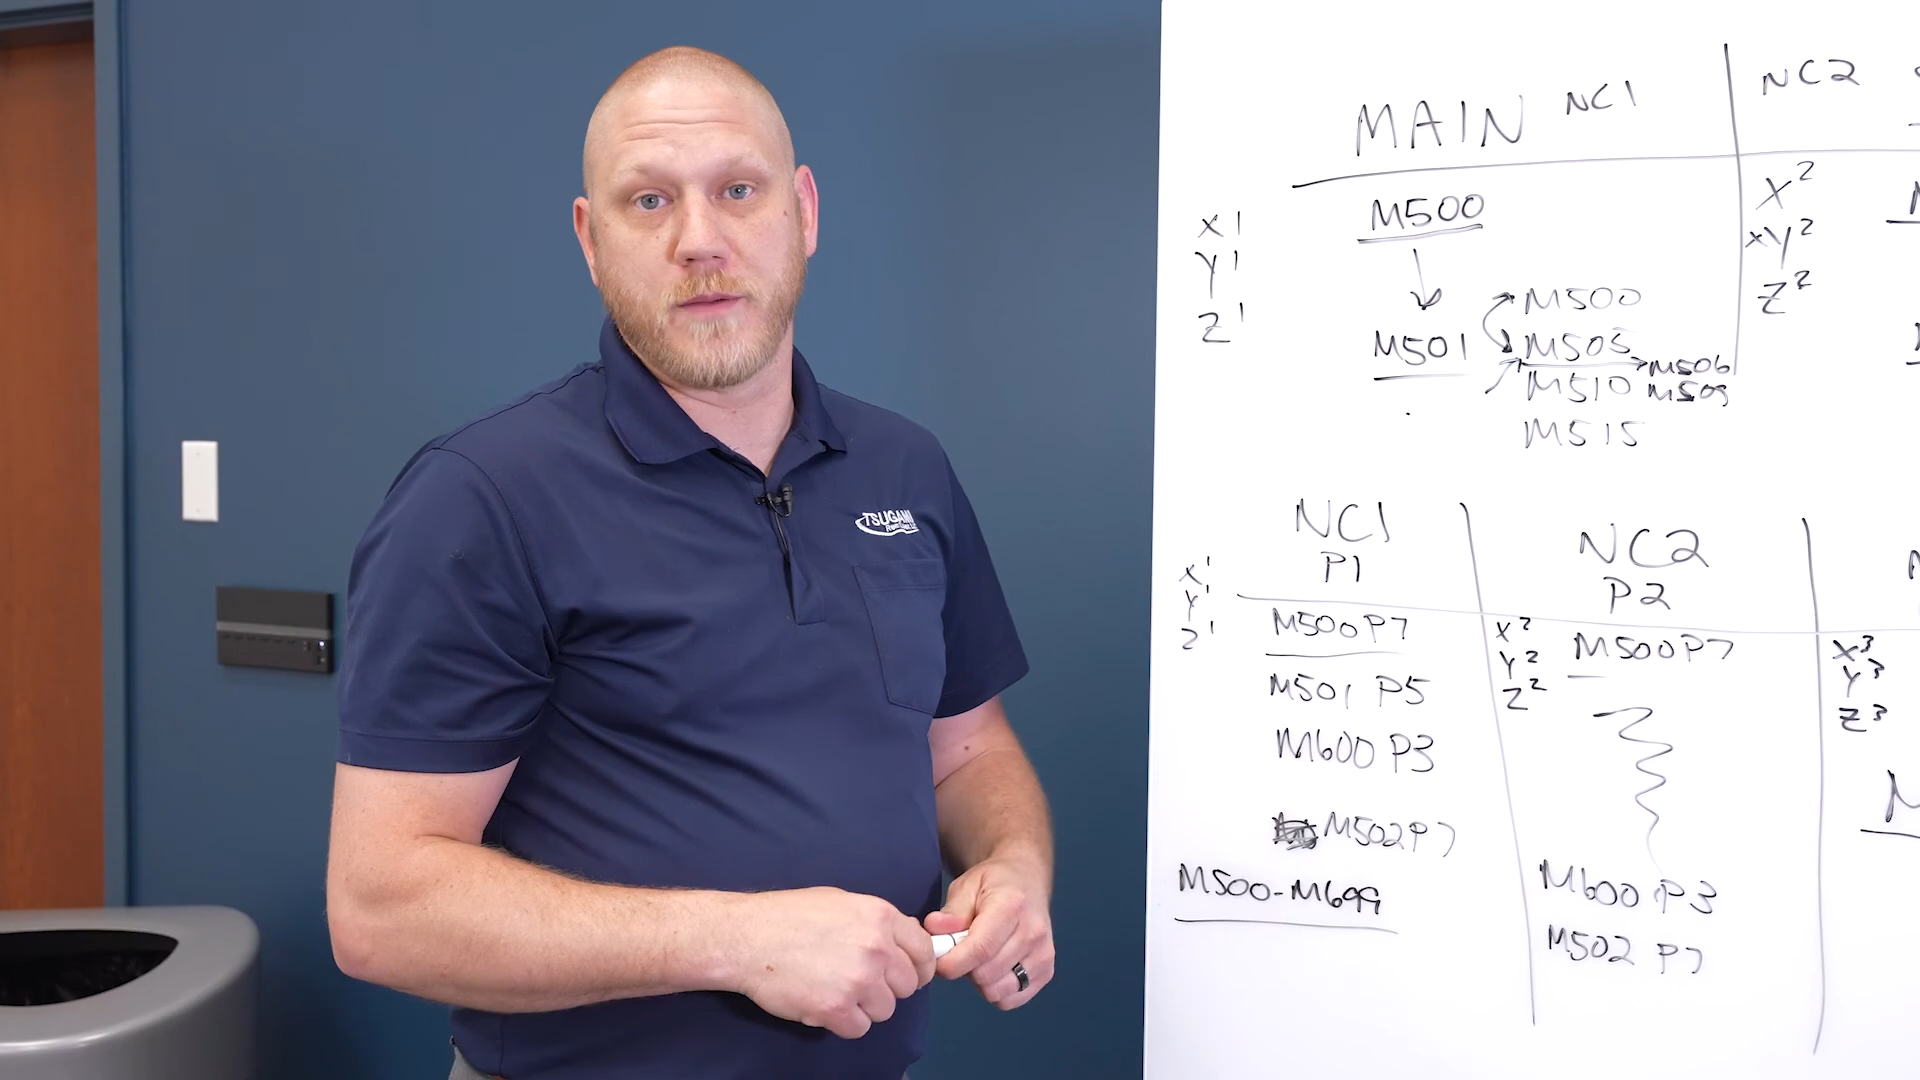 TSUGAMI
MAIN NC1
NC2
M500
X1
Y1
Z1
X2
XY2
Z2
M501
M500
M505
M506
M510
M509
M515
NC1
P1
X1
Y1
Z1
M500P7
M501 P5
M600 P3
M502P7
M500-M699
NC2
P2
X2
Y2
Z2
M500P7
M600 P3
M502 P7
X3
Y3
Z3